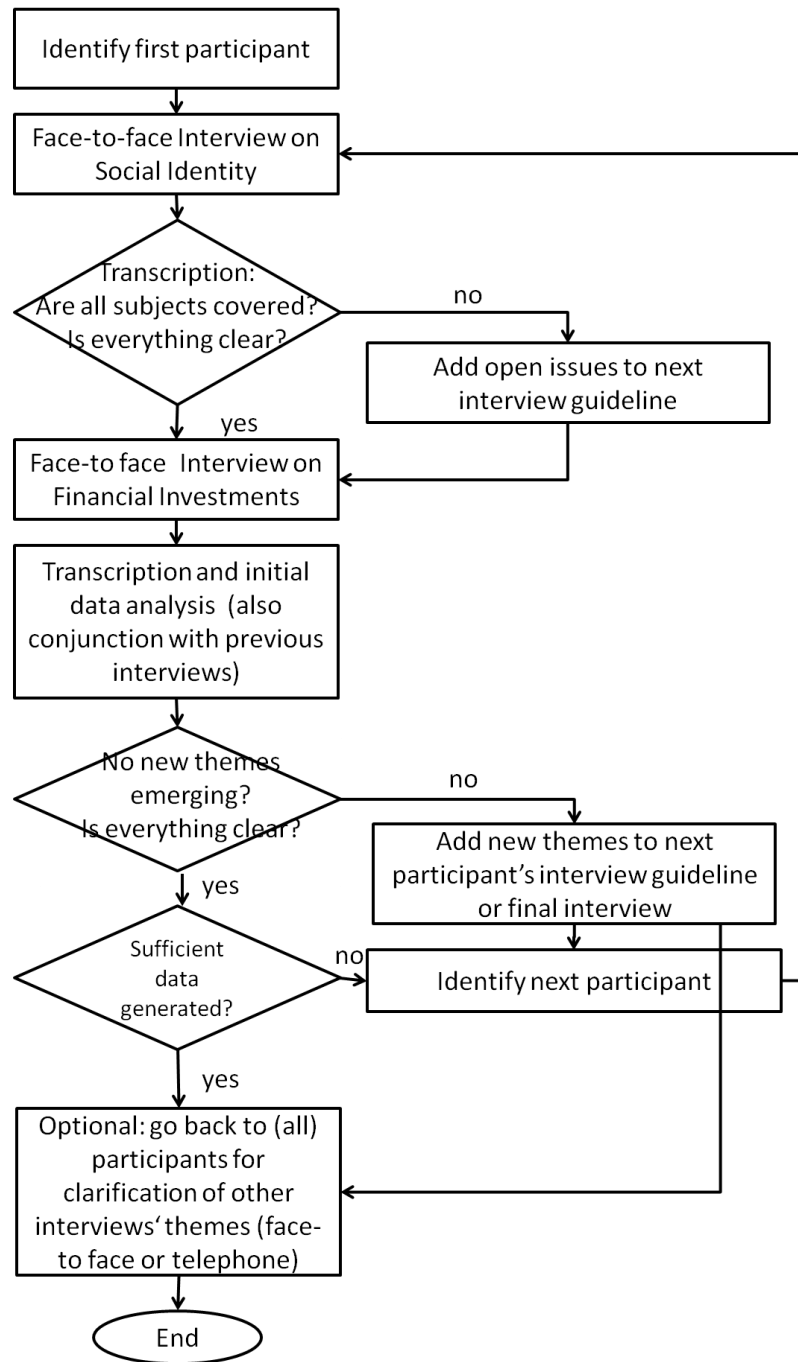 Identify first participant
Face-to-face Interview on
Social Identity
Transcription:
Are all subjects covered?
Is everything clear?
no
Add open issues to next
interview guideline
yes
Face-to face Interview on
Financial Investments
Transcription and initial
data analysis (also
conjunction with previous
interviews)
No new themes
emerging?
Is everything clear?
no
Add new themes to next
participant’s interview guideline
or final interview
yes
Sufficient
data
generated?
no
Identify next participant
yes
Optional: go back to (all)
participants for
clarification of other
interviews‘ themes (face-
to face or telephone)
End